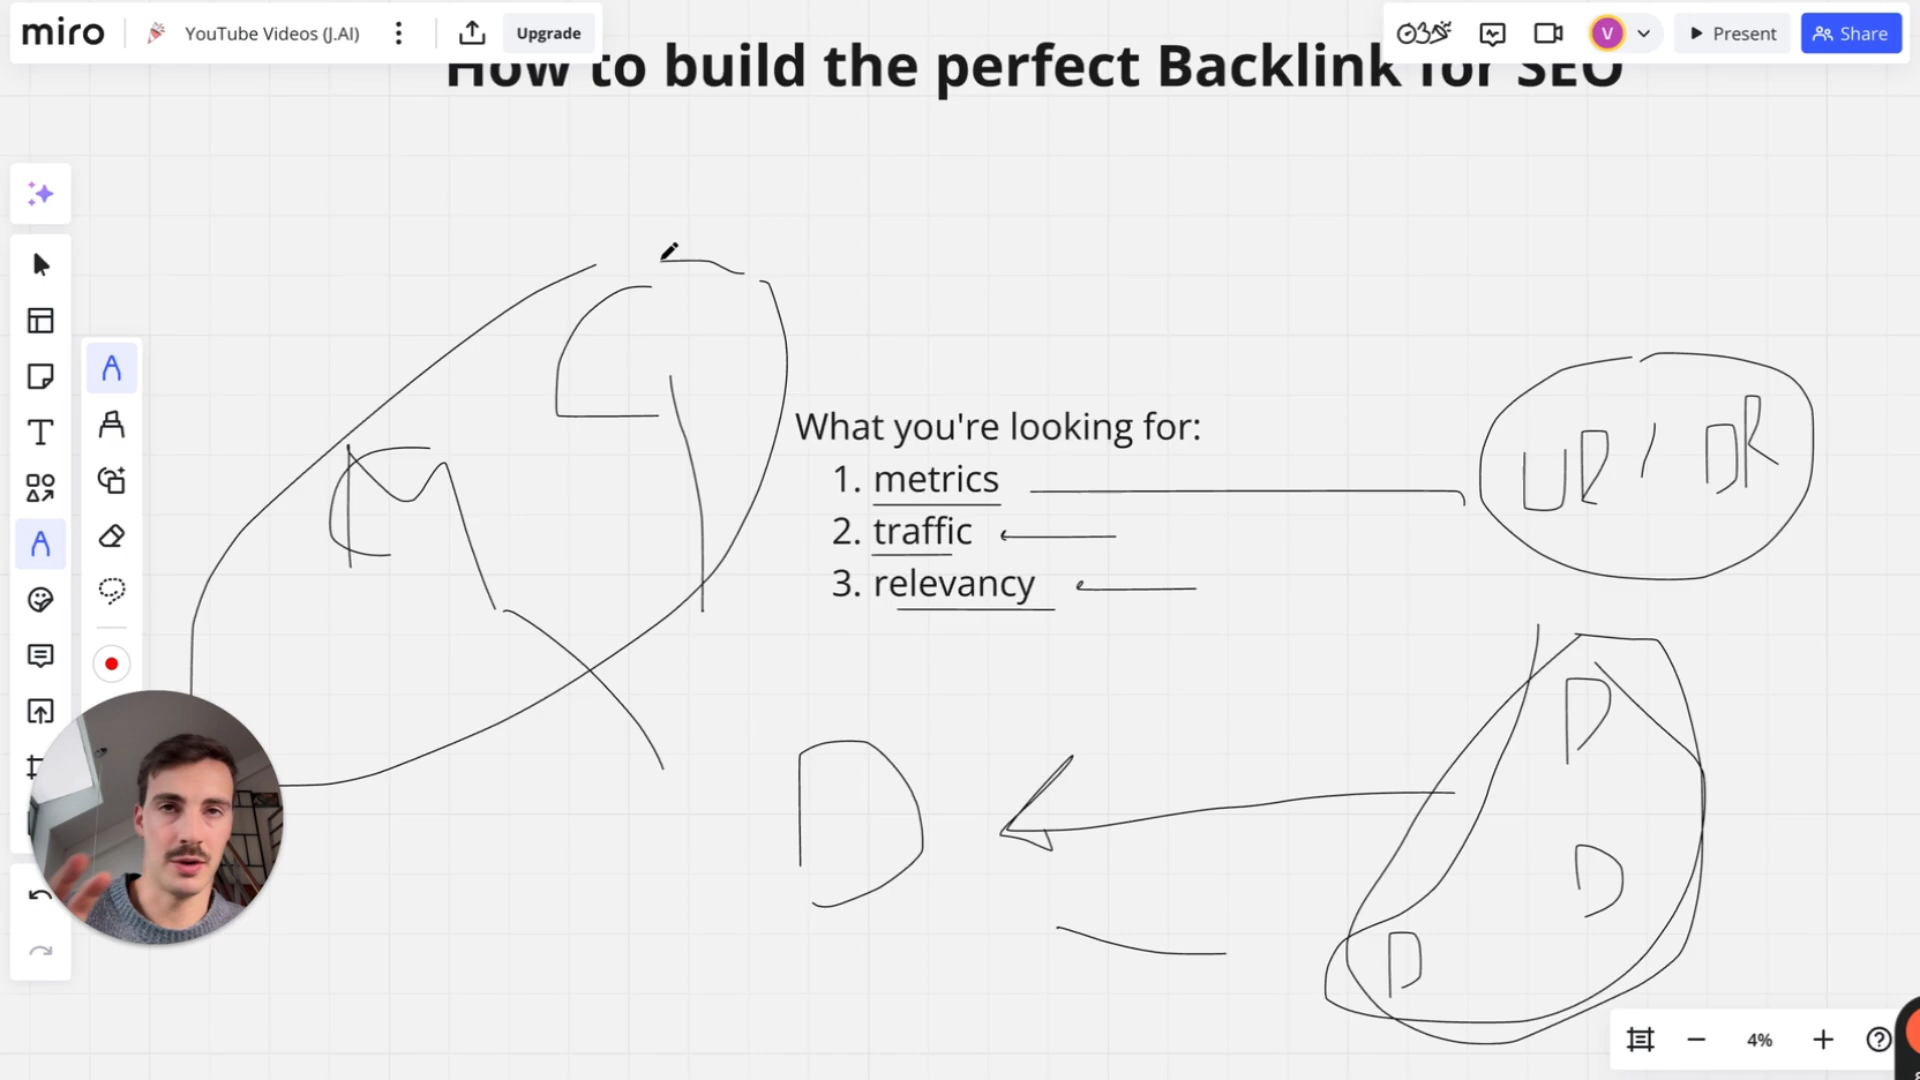 miro
YouTube Videos (J.AI)
Upgrade
V
Present
Share
How to build the perfect Backlink for SEO
What you're looking for:
1. metrics
2. traffic
3. relevancy
UR / DR
D
D
D
D
4%